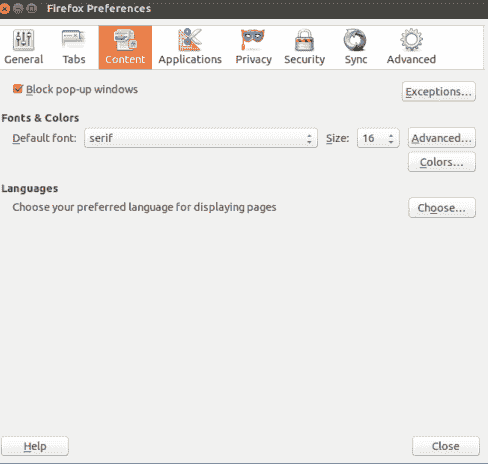 Firefox Preferences
General Tabs Content Applications Privacy Security Sync Advanced
Block pop-up windows Exceptions...
Fonts & Colors
Default font: serif Size: 16 Advanced...
Colors...
Languages
Choose your preferred language for displaying pages Choose...
Help Close